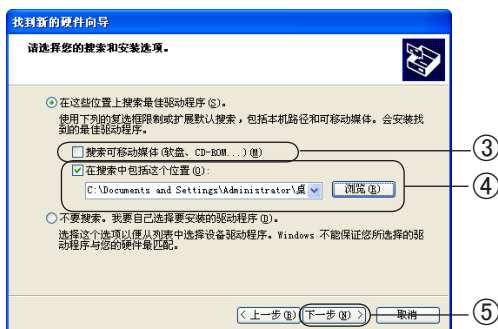 找到新的硬件向导
请选择您的搜索和安装选项。
在这些位置上搜索最佳驱动程序(S)。
使用下列的复选框限制或扩展默认搜索，包括本机路径和可移动媒体。会安装找
到的最佳驱动程序。
搜索可移动媒体(软盘、CD-ROM...)(M)
③
在搜索中包括这个位置(O):
C:\Documents and Settings\Administrator\桌
浏览(R)
④
不要搜索。我要自己选择要安装的驱动程序(D)。
选择这个选项以便从列表中选择设备驱动程序。Windows 不能保证您所选择的驱
动程序与您的硬件最匹配。
<上一步(B)
下一步(N) >
取消
⑤